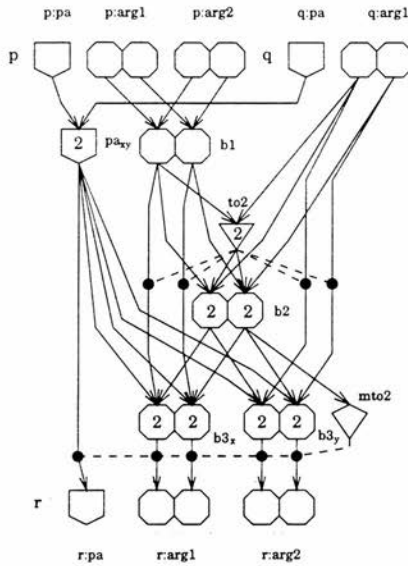 p:pa p:arg1 p:arg2 q:pa q:arg1
p q
2 pa_xy b1
to2
2
2 2 b2
mto2
2 2 2 2
b3_x b3_y
r
r:pa r:arg1 r:arg2